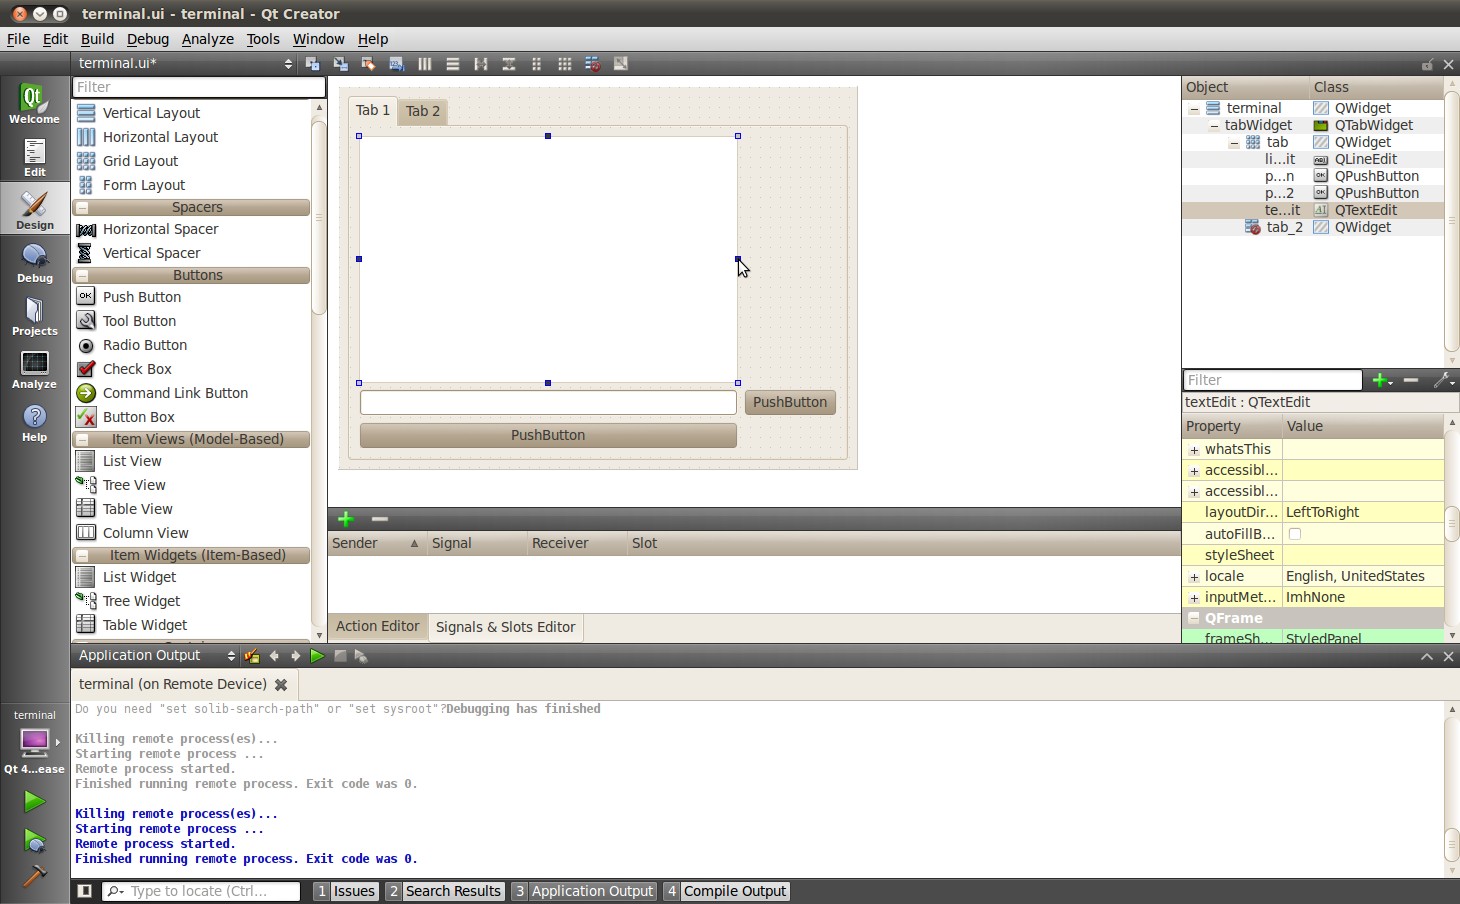 terminal.ui - terminal - Qt Creator
File Edit Build Debug Analyze Tools Window Help
terminal.ui*
Welcome
Edit
Design
Debug
Projects
Analyze
Help
terminal
Qt 4...ease
Filter
Vertical Layout
Horizontal Layout
Grid Layout
Form Layout
Spacers
Horizontal Spacer
Vertical Spacer
Buttons
Push Button
Tool Button
Radio Button
Check Box
Command Link Button
Button Box
Item Views (Model-Based)
List View
Tree View
Table View
Column View
Item Widgets (Item-Based)
List Widget
Tree Widget
Table Widget
Tab 1 Tab 2
PushButton
PushButton
Sender Signal Receiver Slot
Action Editor Signals & Slots Editor
Object Class
terminal QWidget
tabWidget QTabWidget
tab QWidget
li...it QLineEdit
p...n QPushButton
p...2 QPushButton
te...it QTextEdit
tab_2 QWidget
Filter
textEdit : QTextEdit
Property Value
whatsThis
accessibl...
accessibl...
layoutDir... LeftToRight
autoFillB...
styleSheet
locale English, UnitedStates
inputMet... ImhNone
QFrame
frameSh... StyledPanel
Application Output
terminal (on Remote Device)
Do you need "set solib-search-path" or "set sysroot"?Debugging has finished
Killing remote process(es)...
Starting remote process ...
Remote process started.
Finished running remote process. Exit code was 0.
Killing remote process(es)...
Starting remote process ...
Remote process started.
Finished running remote process. Exit code was 0.
Type to locate (Ctrl... 1 Issues 2 Search Results 3 Application Output 4 Compile Output